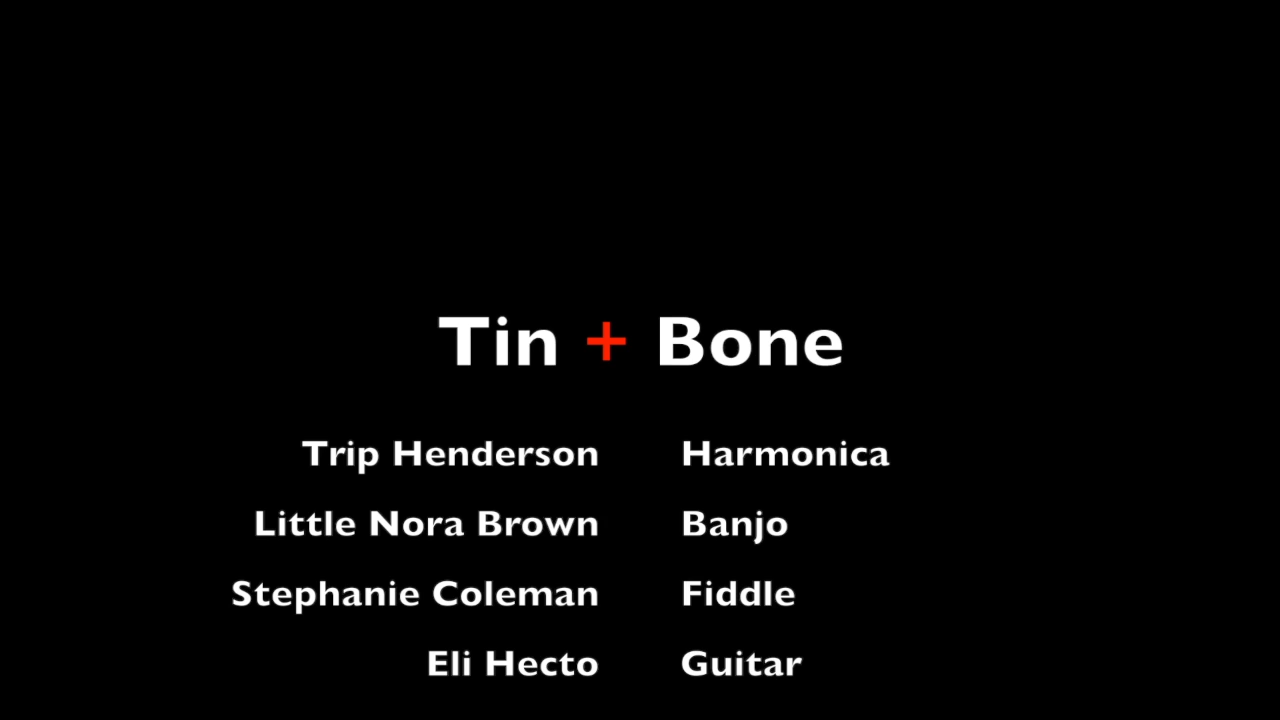 Tin + Bone
Trip Henderson Harmonica
Little Nora Brown Banjo
Stephanie Coleman Fiddle
Eli Hecto Guitar